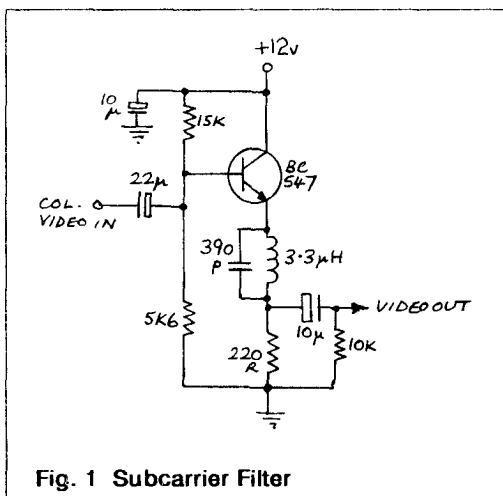 +12v
10
μ
15K
BC
547
22μ
COL.
VIDEO IN
390
P
3.3μH
VIDEO OUT
10μ
5K6
220
R
10K
Fig. 1 Subcarrier Filter